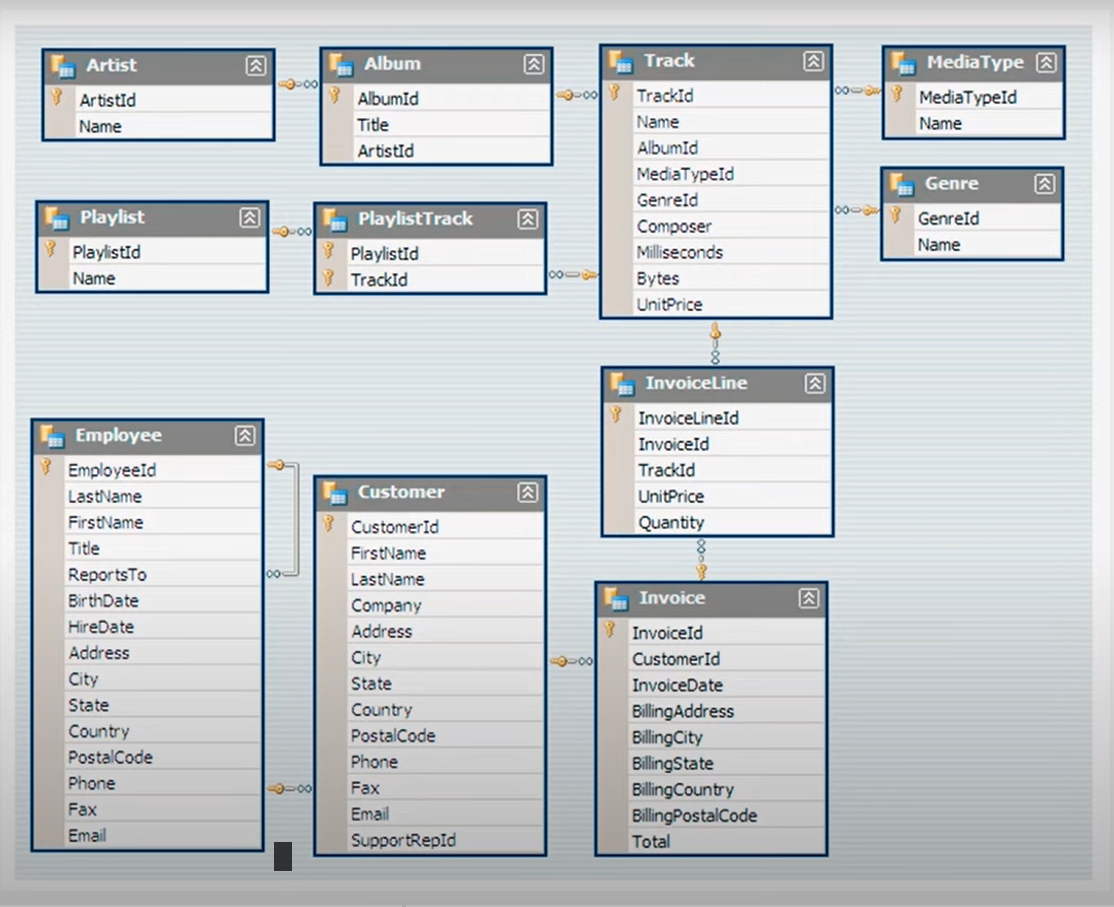 Artist
ArtistId
Name
Album
AlbumId
Title
ArtistId
Track
TrackId
Name
AlbumId
MediaTypeId
GenreId
Composer
Milliseconds
Bytes
UnitPrice
MediaType
MediaTypeId
Name
Genre
GenreId
Name
Playlist
PlaylistId
Name
PlaylistTrack
PlaylistId
TrackId
InvoiceLine
InvoiceLineId
InvoiceId
TrackId
UnitPrice
Quantity
Employee
EmployeeId
LastName
FirstName
Title
ReportsTo
BirthDate
HireDate
Address
City
State
Country
PostalCode
Phone
Fax
Email
Customer
CustomerId
FirstName
LastName
Company
Address
City
State
Country
PostalCode
Phone
Fax
Email
SupportRepId
Invoice
InvoiceId
CustomerId
InvoiceDate
BillingAddress
BillingCity
BillingState
BillingCountry
BillingPostalCode
Total